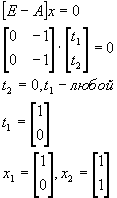 [E − A]x = 0
[0 −1; 0 −1] · [t₁; t₂] = 0
t₂ = 0, t₁ − любой
t₁ = [1; 0]
x₁ = [1; 0], x₂ = [1; 1]